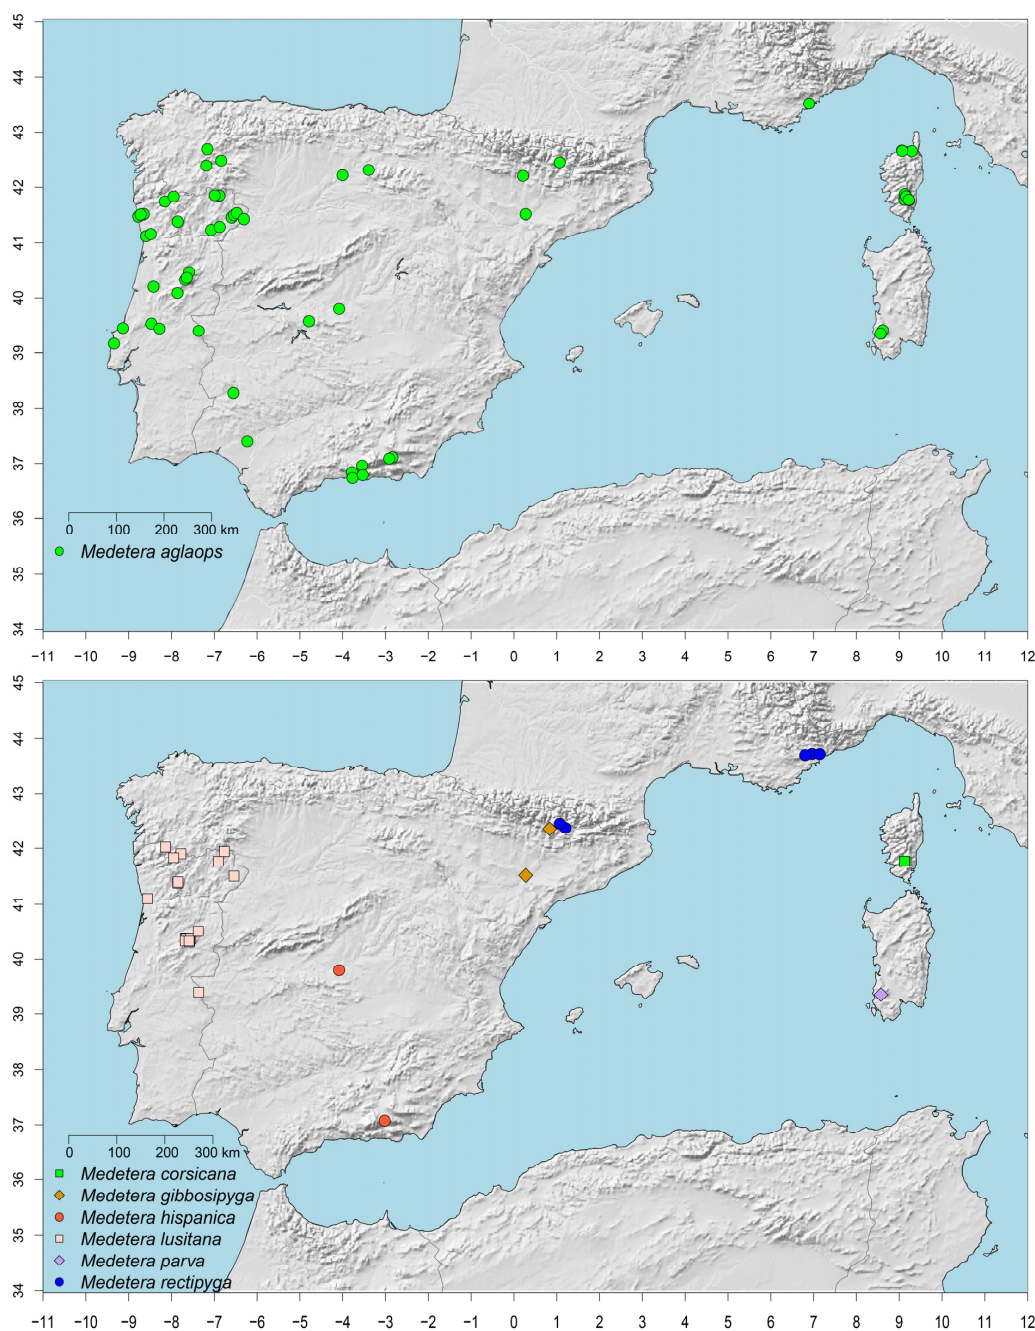 45
44
43
42
41
40
39
38
37
36
35
34
0 100 200 300 km
Medetera aglaops
−11 −10 −9 −8 −7 −6 −5 −4 −3 −2 −1 0 1 2 3 4 5 6 7 8 9 10 11 12
45
44
43
42
41
40
39
38
37
36
35
34
0 100 200 300 km
Medetera corsicana
Medetera gibbosipyga
Medetera hispanica
Medetera lusitana
Medetera parva
Medetera rectipyga
−11 −10 −9 −8 −7 −6 −5 −4 −3 −2 −1 0 1 2 3 4 5 6 7 8 9 10 11 12